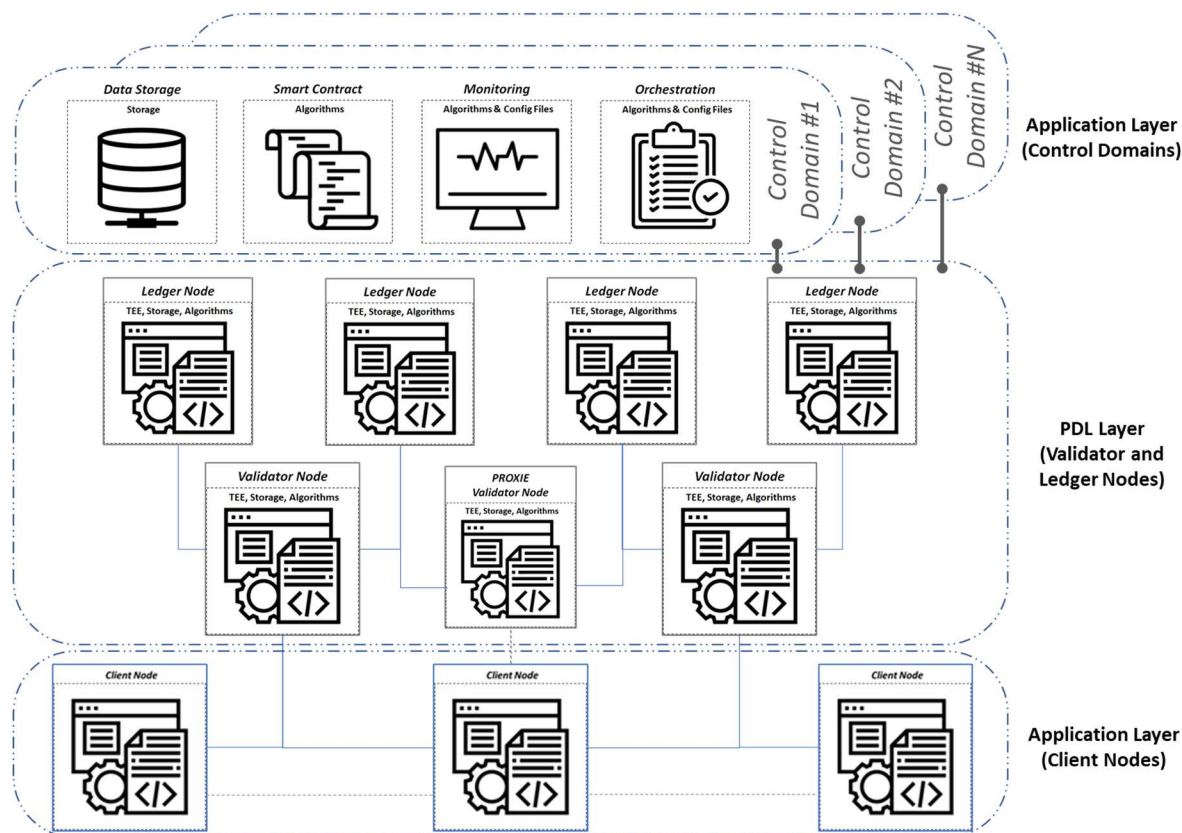 Data Storage
Storage
Smart Contract
Algorithms
Monitoring
Algorithms & Config Files
Orchestration
Algorithms & Config Files
Control
Domain #1
Control
Domain #2
Control
Domain #N
Application Layer
(Control Domains)
Ledger Node
TEE, Storage, Algorithms
</>
Ledger Node
TEE, Storage, Algorithms
</>
Ledger Node
TEE, Storage, Algorithms
</>
Ledger Node
TEE, Storage, Algorithms
</>
PDL Layer
(Validator and
Ledger Nodes)
Validator Node
TEE, Storage, Algorithms
</>
PROXIE
Validator Node
TEE, Storage, Algorithms
</>
Validator Node
TEE, Storage, Algorithms
</>
Client Node
</>
Client Node
</>
Client Node
</>
Application Layer
(Client Nodes)